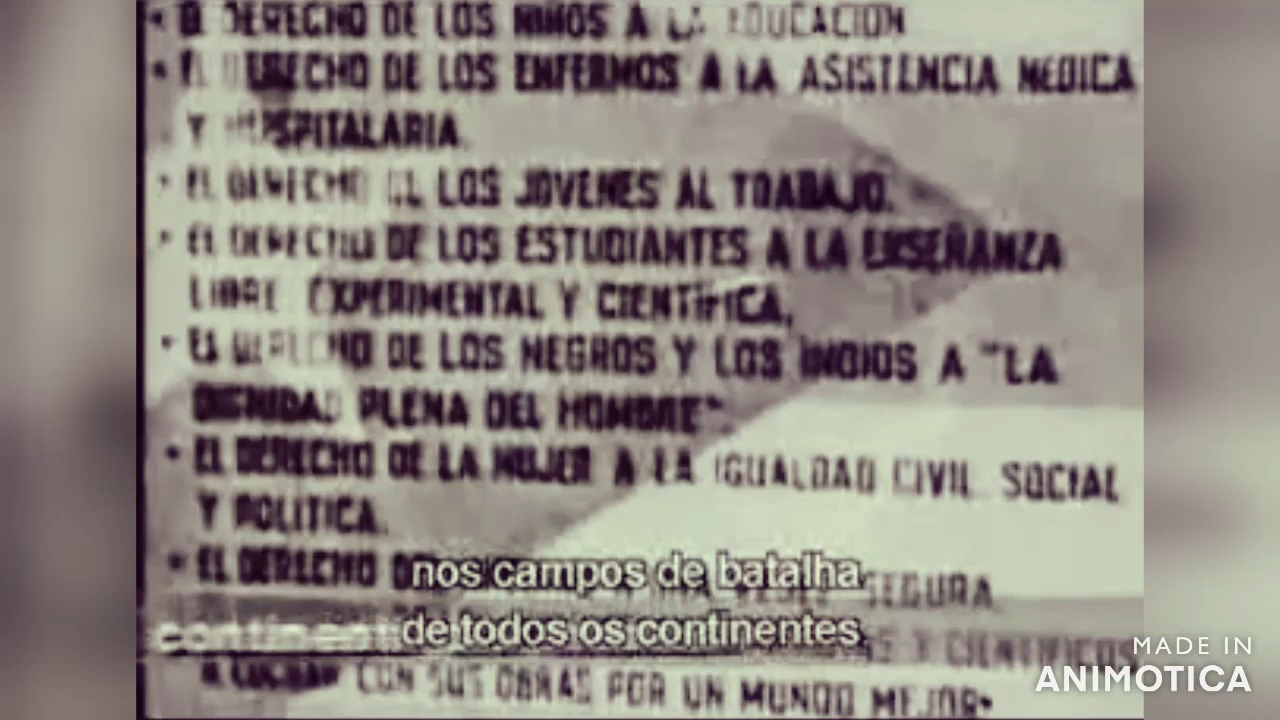 • EL DERECHO DE LOS NIÑOS A LA EDUCACION
• EL DERECHO DE LOS ENFERMOS A LA ASISTENCIA MEDICA
Y HOSPITALARIA.
• EL DERECHO DE LOS JOVENES AL TRABAJO.
• EL DERECHO DE LOS ESTUDIANTES A LA ENSEÑANZA
LIBRE EXPERIMENTAL Y CIENTÍFICA.
• EL DERECHO DE LOS NEGROS Y LOS INDIOS A "LA
DIGNIDAD PLENA DEL HOMBRE"
• EL DERECHO DE LA MUJER A LA IGUALDAD CIVIL SOCIAL
Y POLITICA.
• EL DERECHO SEGURA
nos campos de batalha
Y CIENTIFICOS
de todos os continentes,
A LUCHAR CON SUS OBRAS POR UN MUNDO MEJOR"
MADE IN
ANIMOTICA